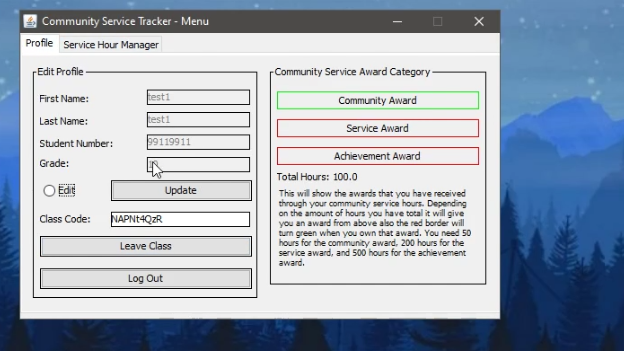 Community Service Tracker - Menu
Profile
Service Hour Manager
Edit Profile
First Name:
test1
Last Name:
test1
Student Number:
99119911
Grade:
Edit
Update
Class Code:
NAPNt4QzR
Leave Class
Log Out
Community Service Award Category
Community Award
Service Award
Achievement Award
Total Hours: 100.0
This will show the awards that you have received
through your community service hours. Depending
on the amount of hours you have total it will give
you an award from above also the red border will
turn green when you own that award. You need 50
hours for the community award, 200 hours for the
service award, and 500 hours for the achievement
award.